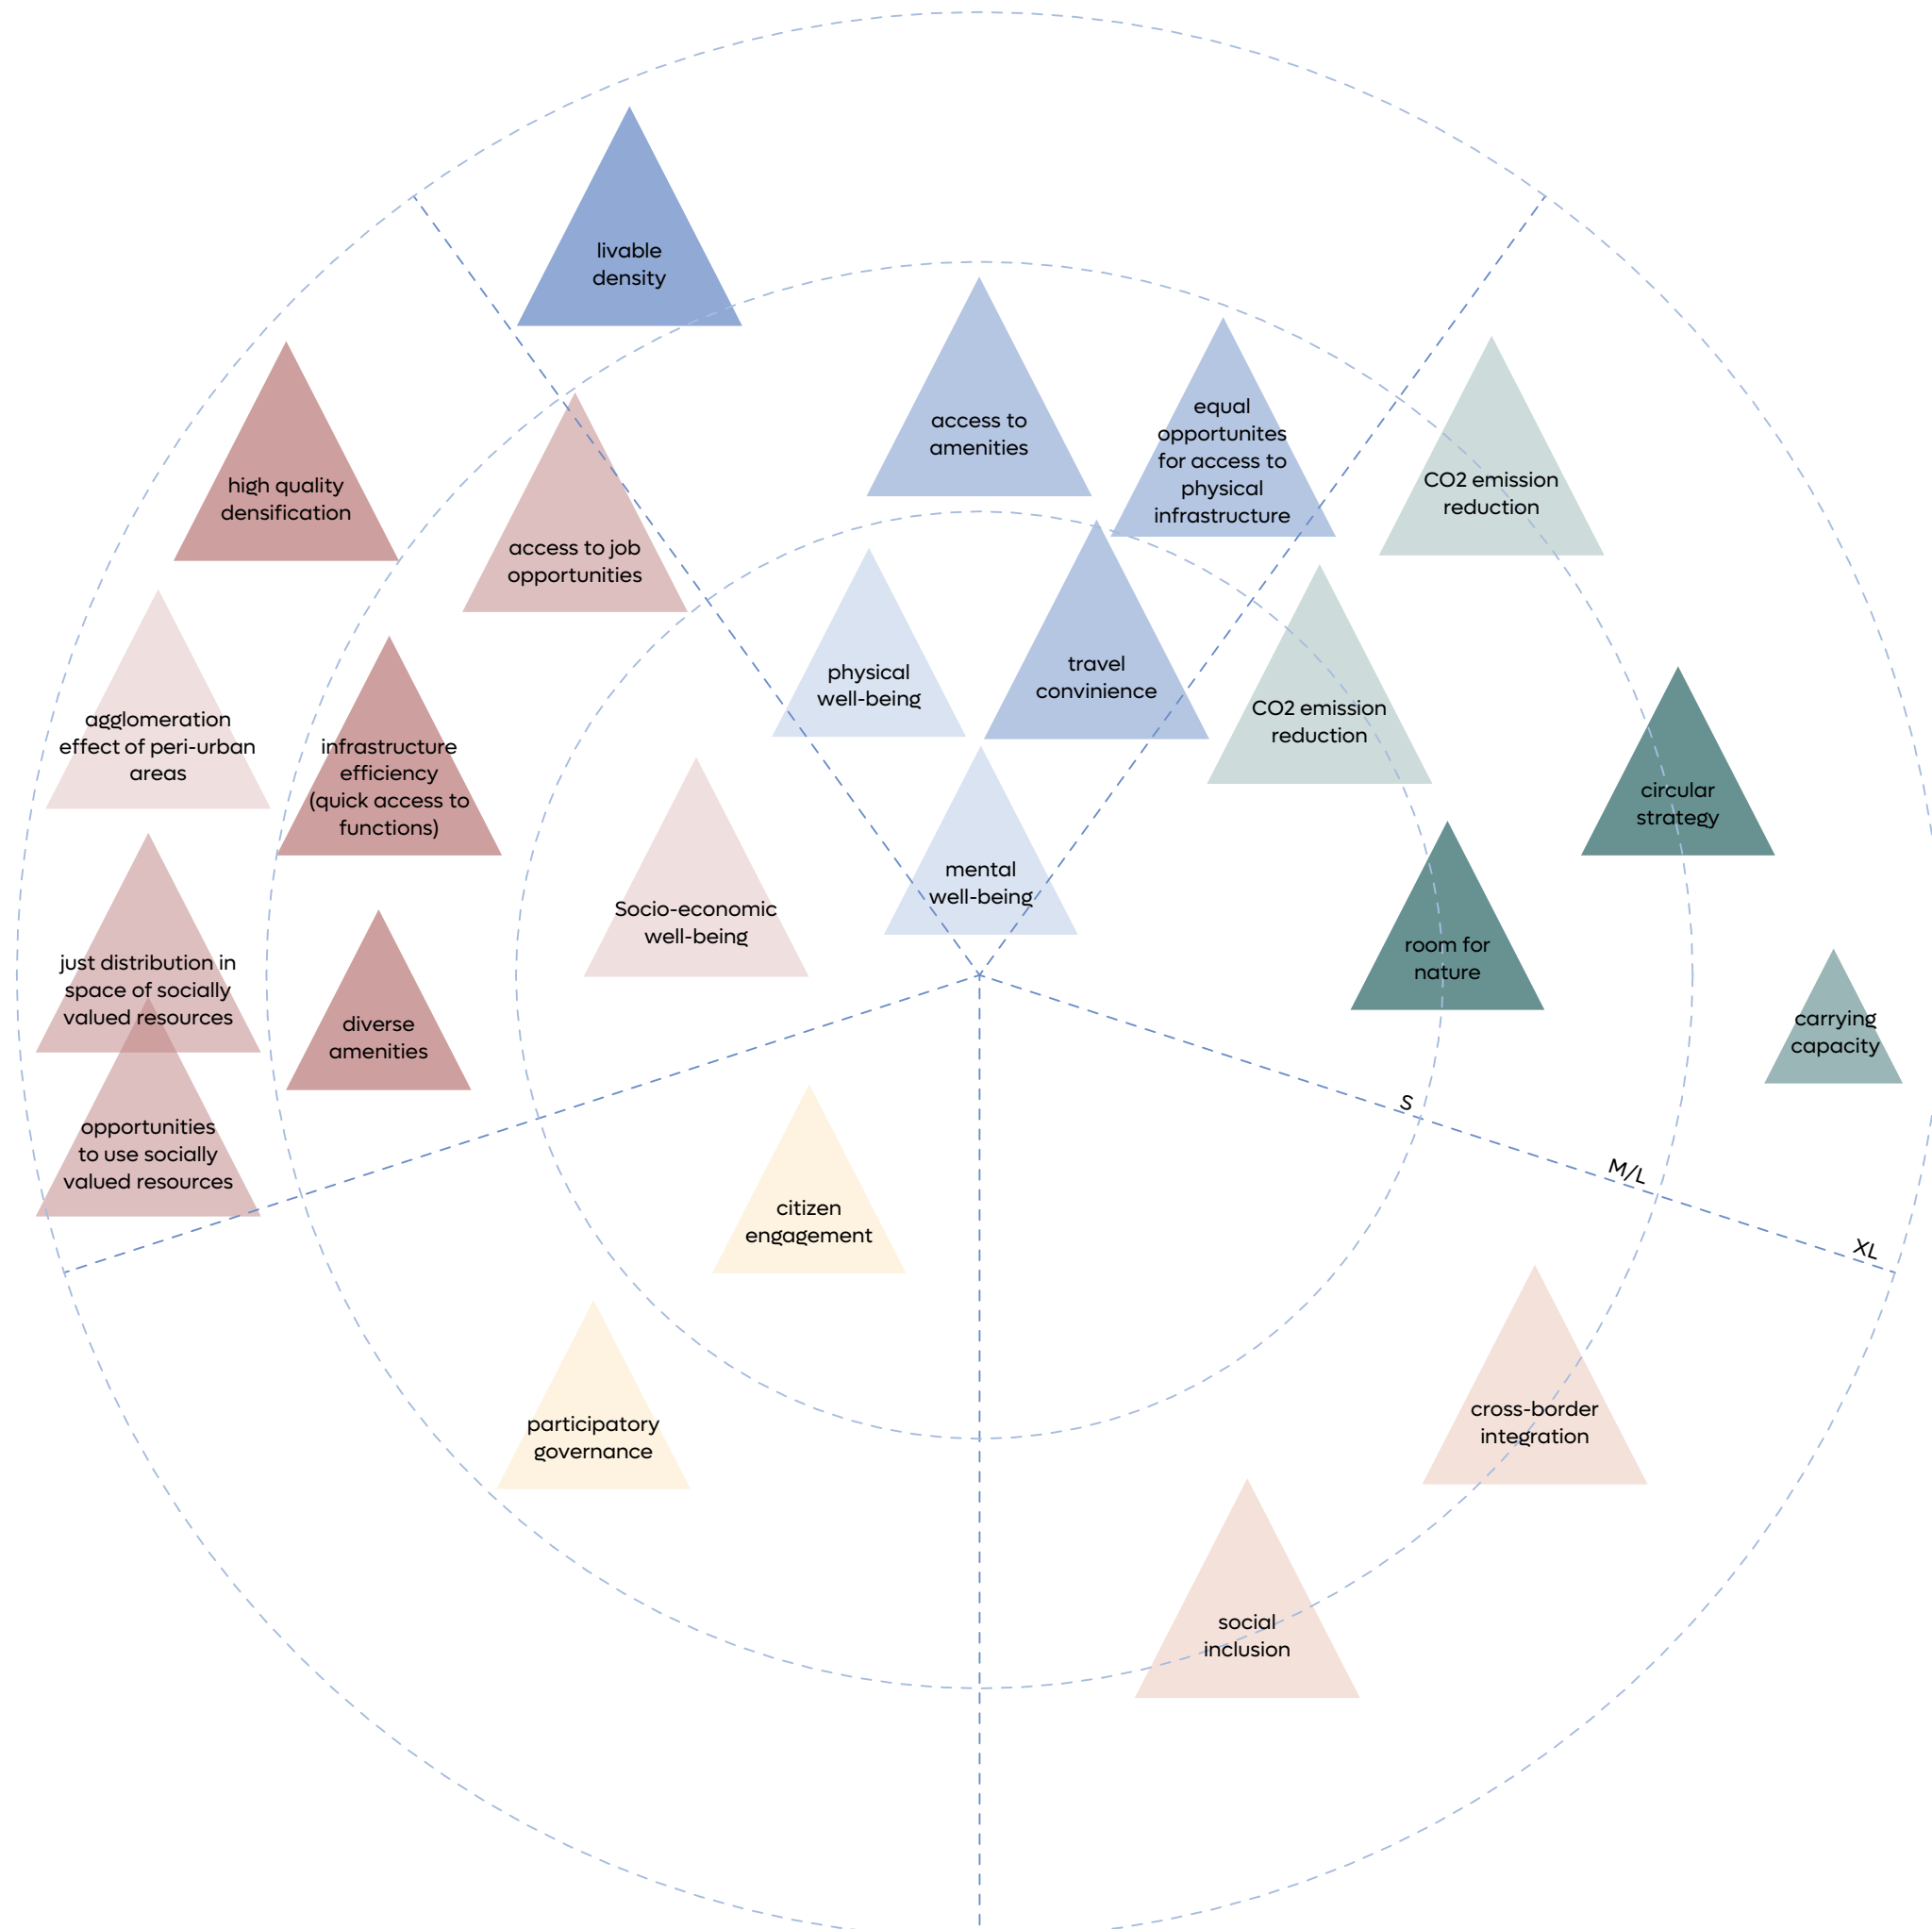 livable
density
access to
amenities
equal
opportunites
for access to
physical
infrastructure
high quality
densification
CO2 emission
reduction
access to job
opportunities
physical
well-being
travel
convinience
CO2 emission
reduction
agglomeration
effect of peri-urban
areas
infrastructure
efficiency
(quick access to
functions)
circular
strategy
mental
well-being
Socio-economic
well-being
room for
nature
just distribution in
space of socially
valued resources
diverse
amenities
carrying
capacity
opportunities
to use socially
valued resources
S
M/L
XL
citizen
engagement
participatory
governance
cross-border
integration
social
inclusion